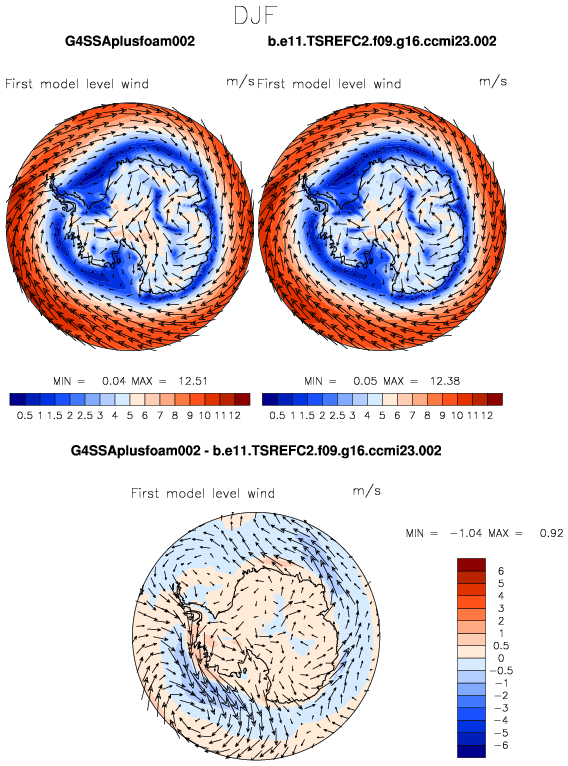 DJF
G4SSAplusfoam002 b.e11.TSREFC2.f09.g16.ccmi23.002
First model level wind m/s First model level wind m/s
MIN = 0.04 MAX = 12.51 MIN = 0.05 MAX = 12.38
0.5 1 1.5 2 2.5 3 4 5 6 7 8 9 10 11 12 0.5 1 1.5 2 2.5 3 4 5 6 7 8 9 10 11 12
G4SSAplusfoam002 - b.e11.TSREFC2.f09.g16.ccmi23.002
First model level wind m/s
MIN = -1.04 MAX = 0.92
6
5
4
3
2
1
0.5
0
-0.5
-1
-2
-3
-4
-5
-6